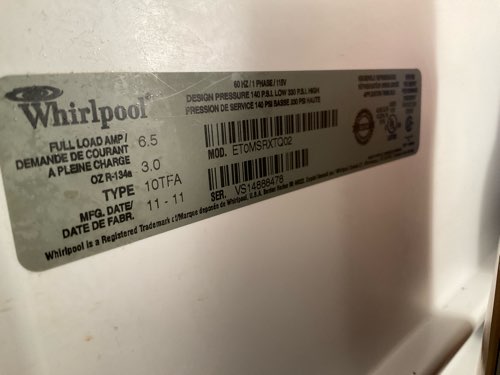 Whirlpool
60 HZ / 1 PHASE / 115V
DESIGN PRESSURE 140 P.S.I. LOW 330 P.S.I. HIGH
PRESSION DE SERVICE 140 PSI BASSE 330 PSI HAUTE
FULL LOAD AMP / 6.5
DEMANDE DE COURANT
A PLEINE CHARGE
OZ R-134a 3.0
TYPE 10TFA
MFG. DATE/ 11 - 11
DATE DE FABR.
MOD. ET0MSRXTQ02
SER. VS14888478
Whirlpool is a Registered Trademark of/Marque deposée de Whirlpool, U.S.A.